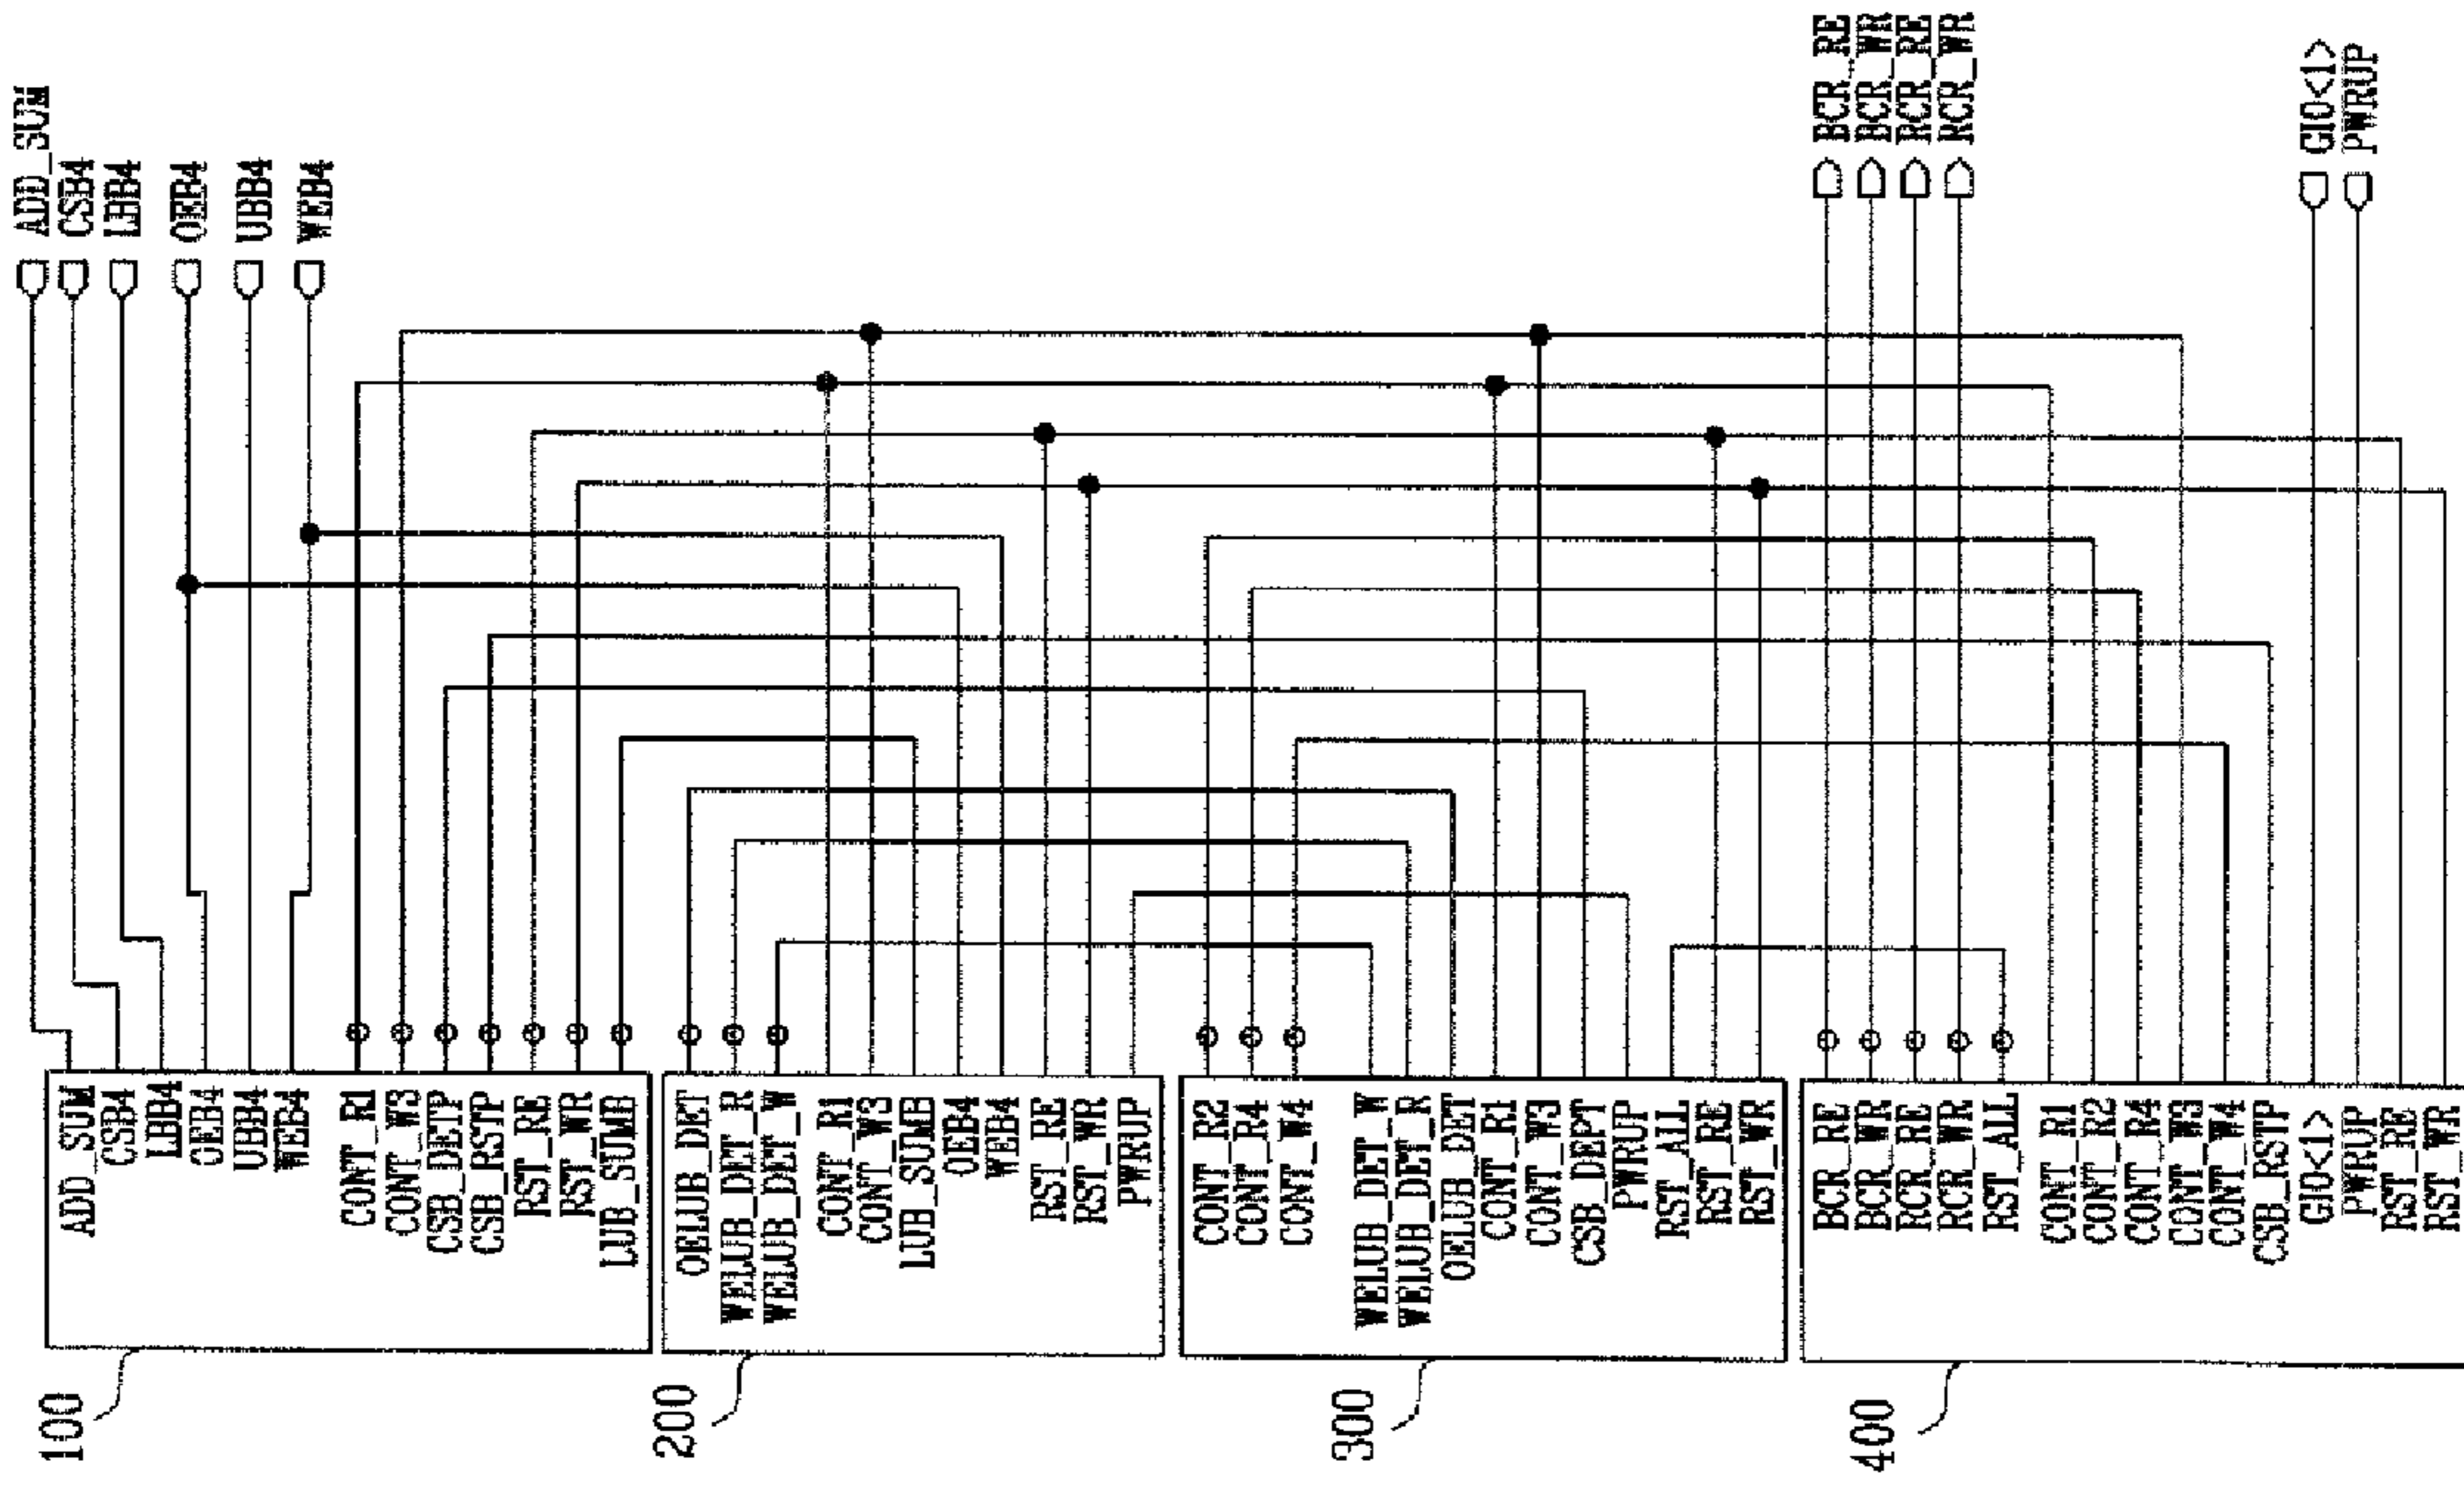 ADD_SUM
CSB4
LBB4
OEB4
UBB4
WEB4
BCR_RE
BCR_WR
RCR_RE
RCR_WR
GIO<1>
PWRUP
ADD_SUM
CSB4
LBB4
OEB4
UBB4
WEB4
CONT_R1
CONT_W3
CSB_DETP
CSB_RSTP
RST_RE
RST_WR
LUB_SUMB
100
OELUB_DET
WELUB_DET_R
WELUB_DET_W
CONT_R1
CONT_W3
LUB_SUMB
OEB4
WEB4
RST_RE
RST_WR
PWRUP
200
CONT_R2
CONT_R4
CONT_W4
WELUB_DET_W
WELUB_DET_R
OELUB_DET
CONT_R1
CONT_W3
CSB_DEPT
PWRUP
RST_ALL
RST_RE
RST_WR
300
BCR_RE
BCR_WR
RCR_RE
RCR_WR
RST_ALL
CONT_R1
CONT_R2
CONT_R4
CONT_W3
CONT_W4
CSB_RSTP
GIO<1>
PWRUP
RST_RE
RST_WR
400